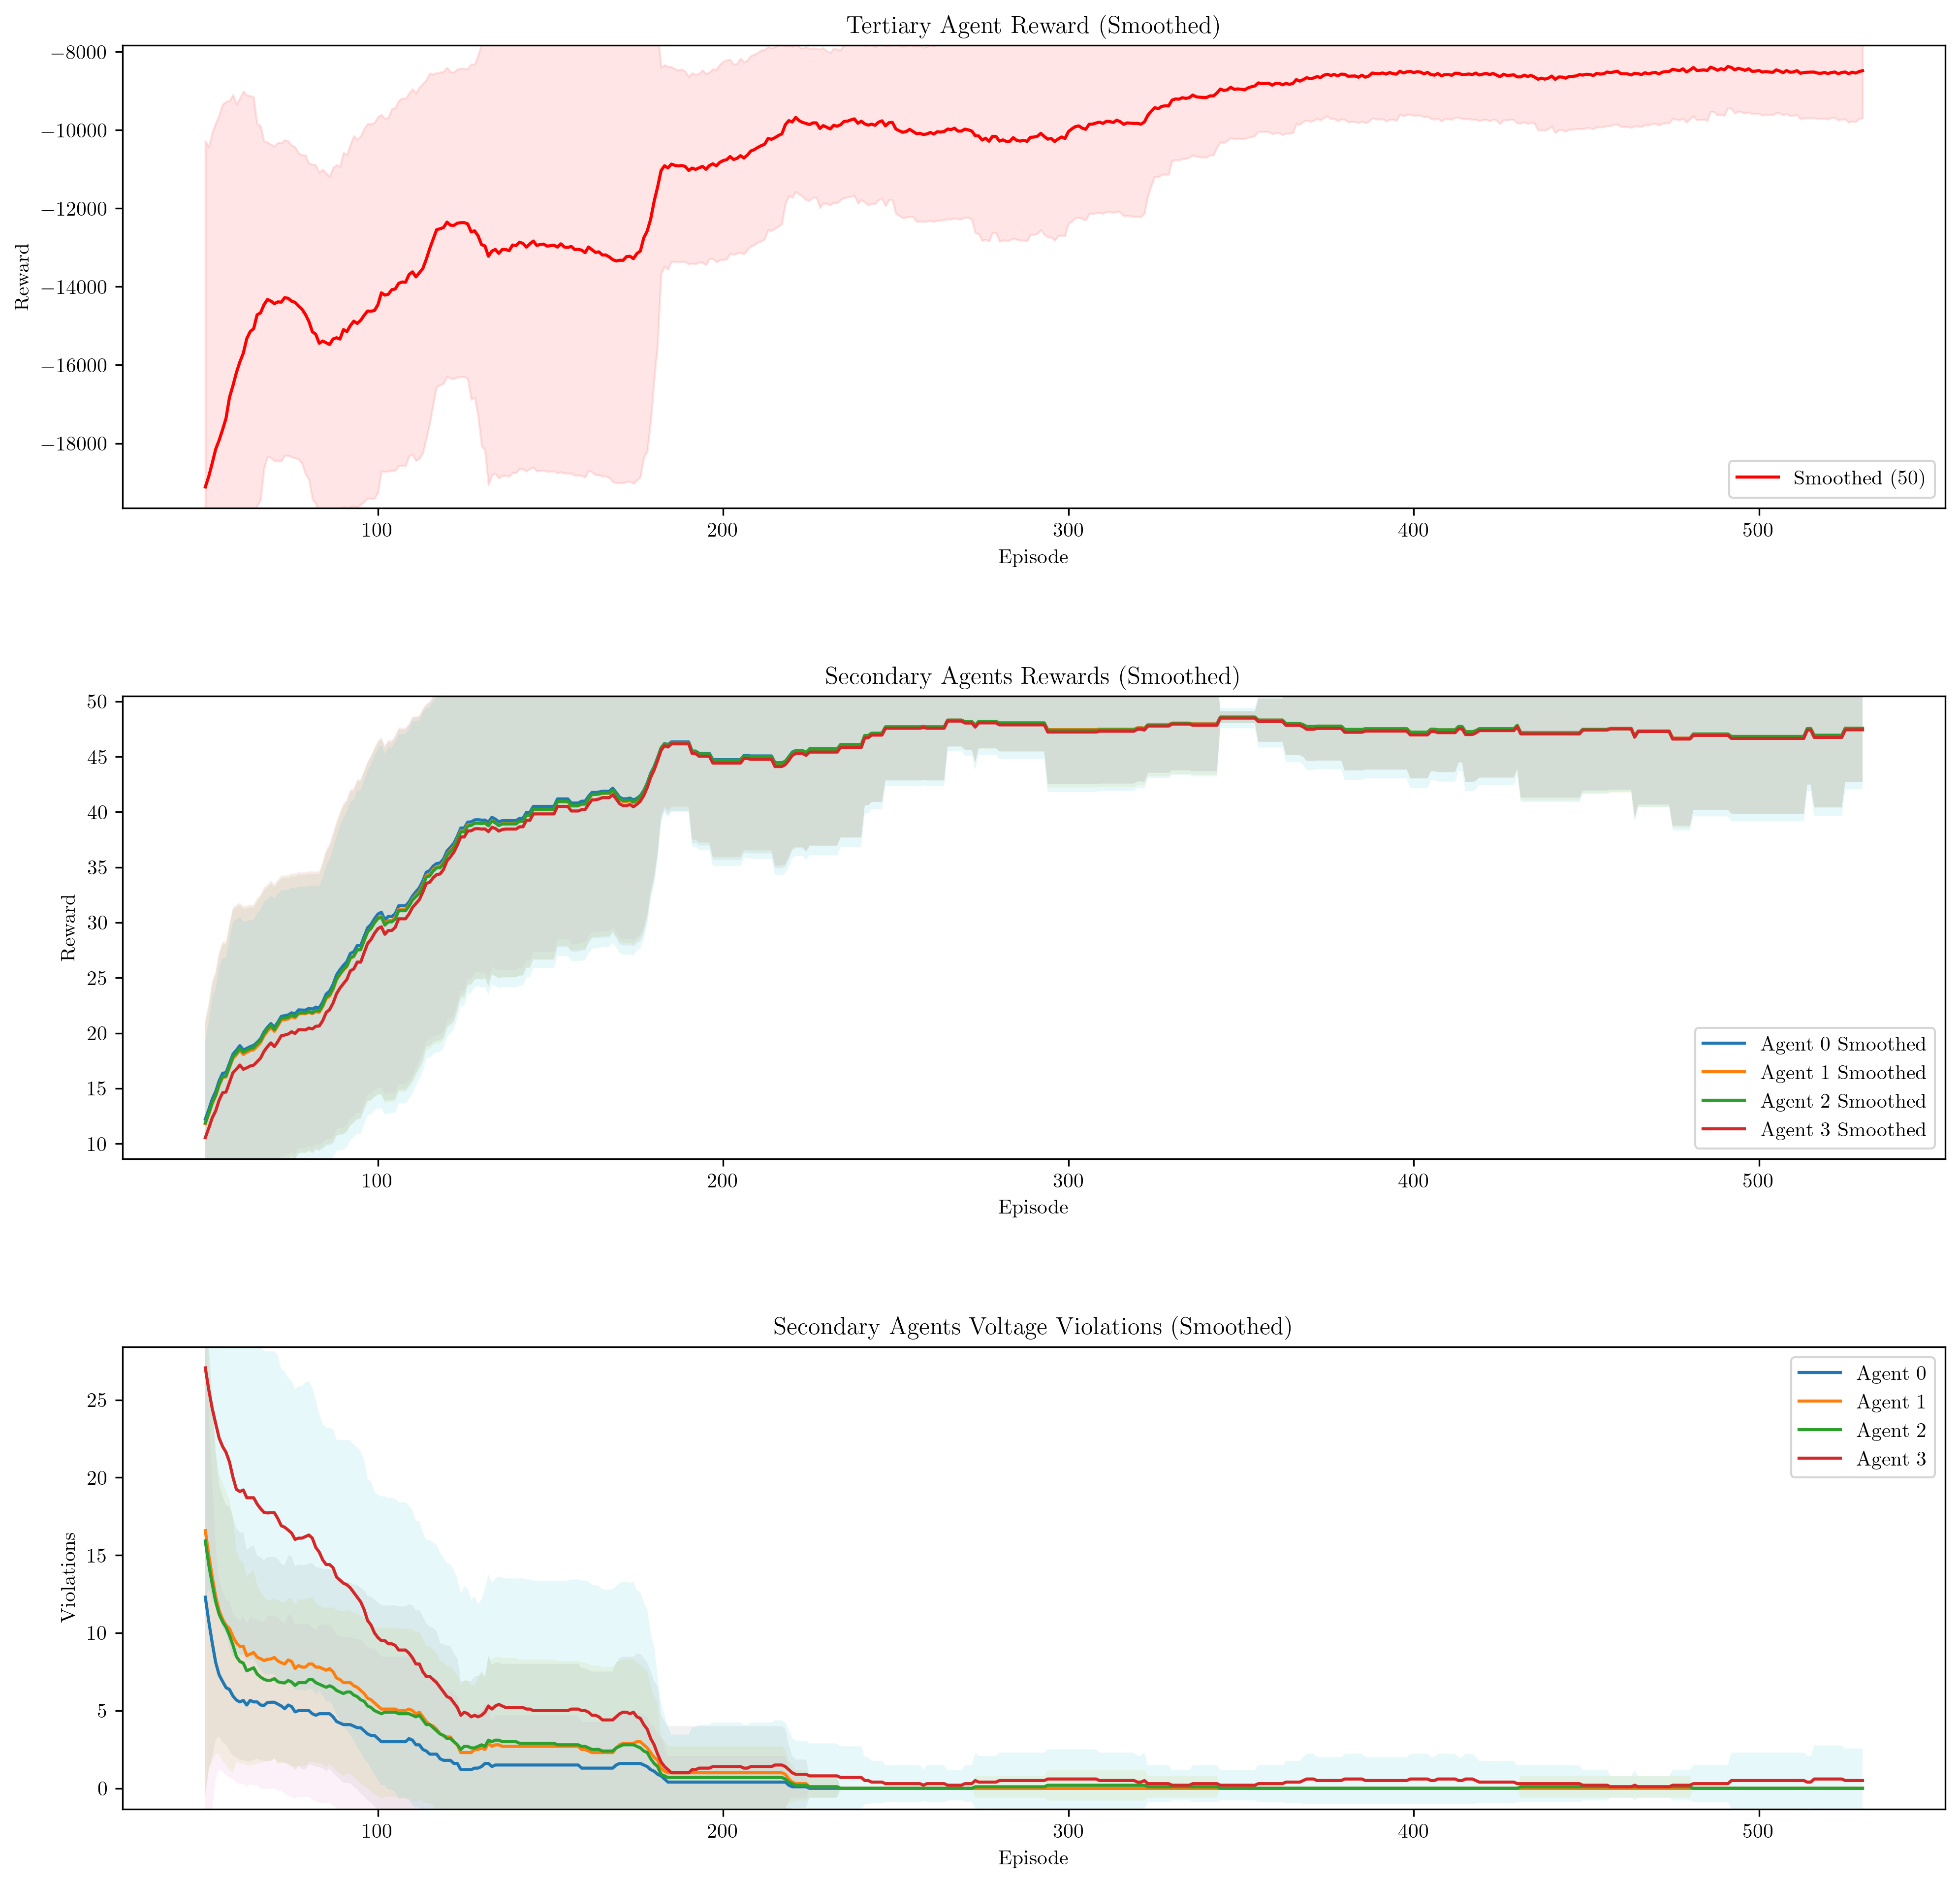 Tertiary Agent Reward (Smoothed)
−8000
−10000
−12000
−14000
−16000
−18000
Reward
Smoothed (50)
100 200 300 400 500
Episode
Secondary Agents Rewards (Smoothed)
50
45
40
35
30
25
20
15
10
Reward
Agent 0 Smoothed
Agent 1 Smoothed
Agent 2 Smoothed
Agent 3 Smoothed
100 200 300 400 500
Episode
Secondary Agents Voltage Violations (Smoothed)
25
20
15
10
5
0
Violations
Agent 0
Agent 1
Agent 2
Agent 3
100 200 300 400 500
Episode